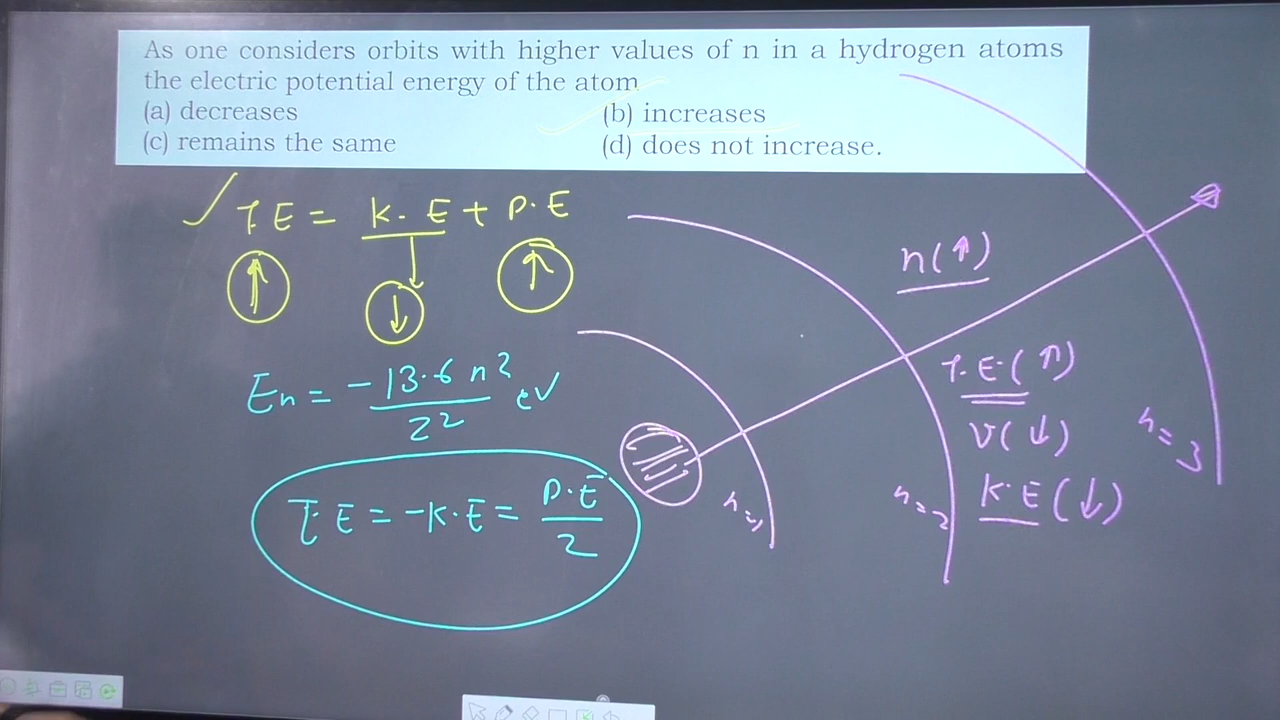 As one considers orbits with higher values of n in a hydrogen atoms
the electric potential energy of the atom
(a) decreases (b) increases
(c) remains the same (d) does not increase.
T E = K. E + P. E
↑ ↓ ↑
n(↑)
En = -13.6 n² / Z² eV
T.E = -K.E = P.E / 2
T.E.(↑)
v(↓)
K.E(↓)
n=1
n=2
n=3